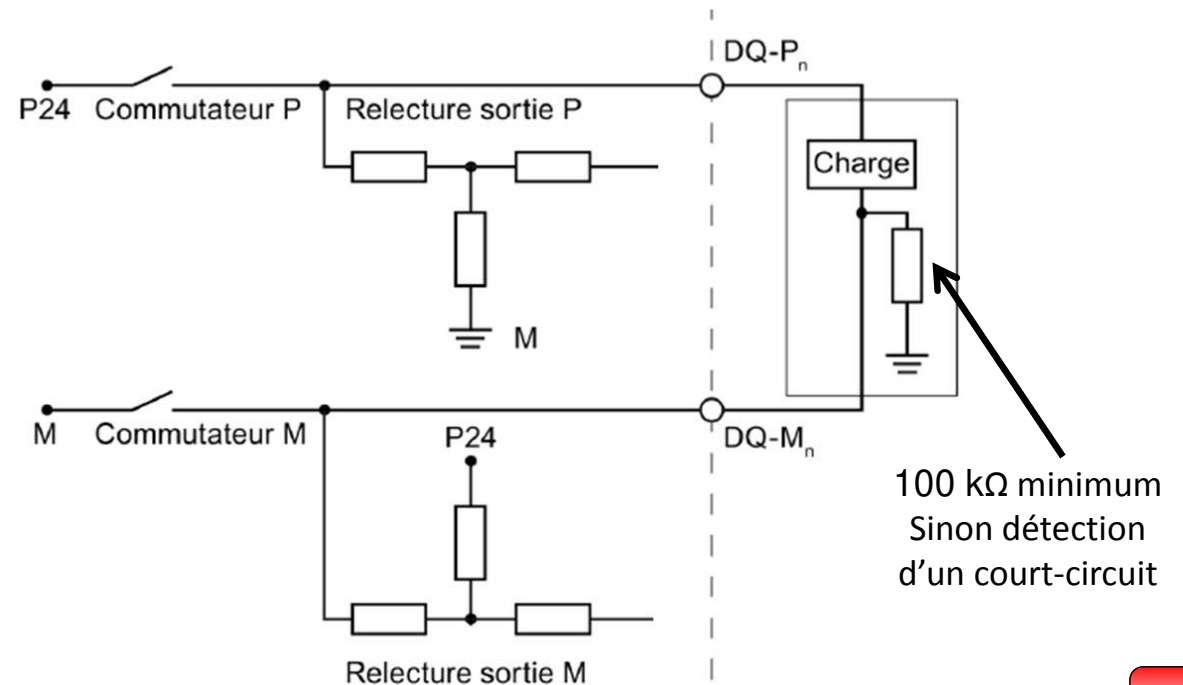 DQ-Pn
P24 Commutateur P Relecture sortie P
Charge
M
M Commutateur M P24 DQ-Mn
100 kΩ minimum
Sinon détection
d'un court-circuit
Relecture sortie M